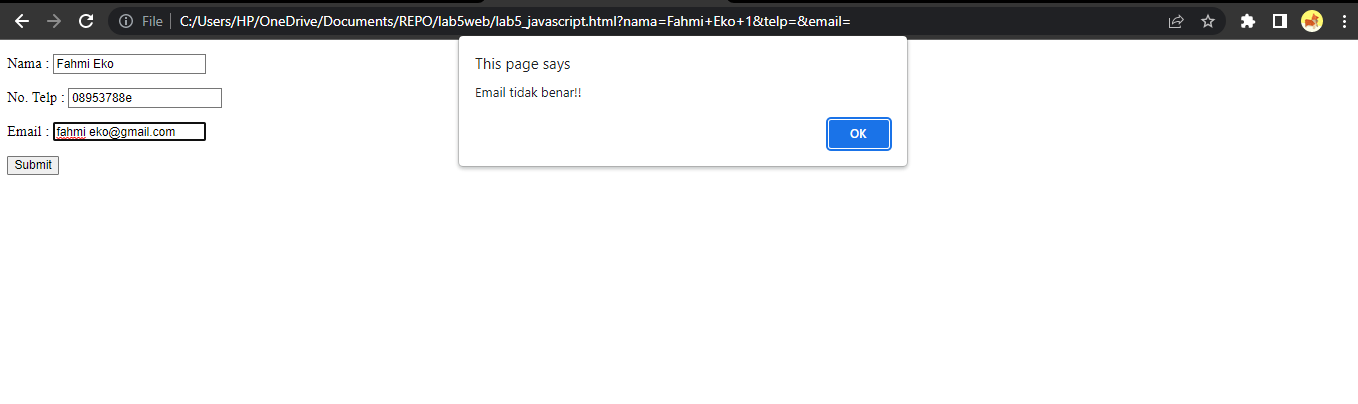 File C:/Users/HP/OneDrive/Documents/REPO/lab5web/lab5_javascript.html?nama=Fahmi+Eko+1&telp=&email=
This page says
Email tidak benar!!
OK
Nama : Fahmi Eko
No. Telp : 08953788e
Email : fahmi eko@gmail.com
Submit